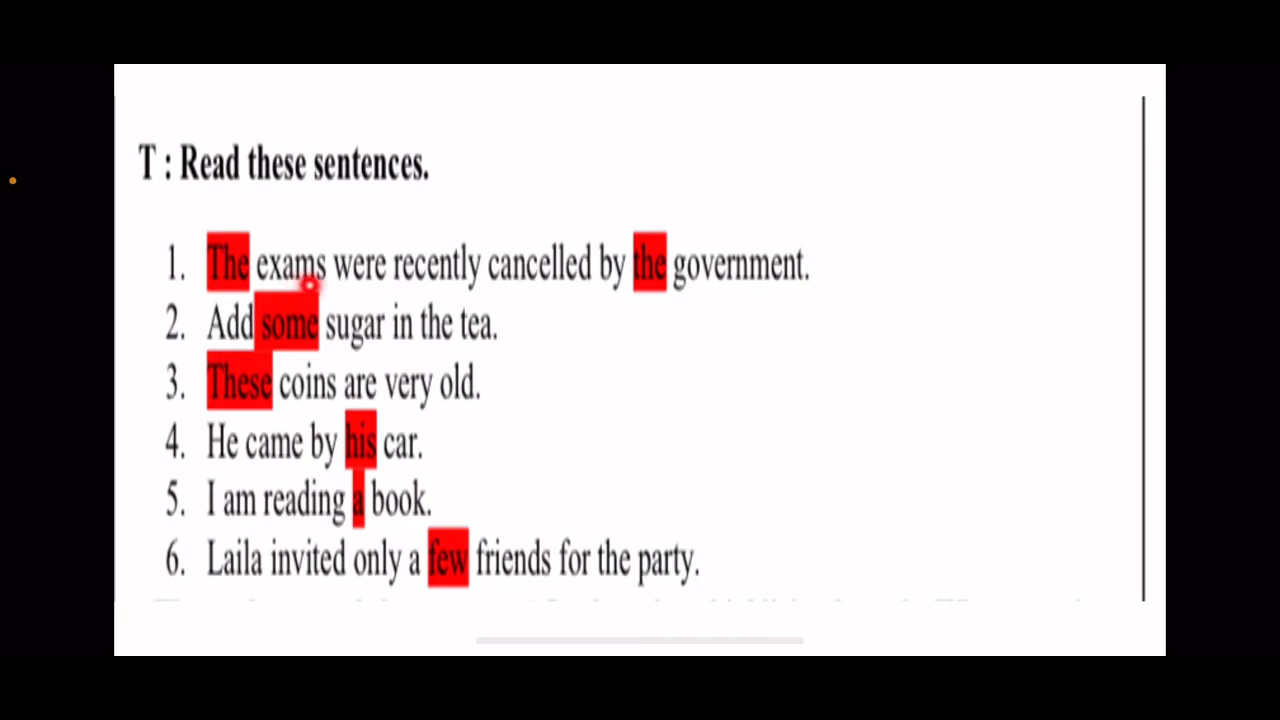 T : Read these sentences.
1. The exams were recently cancelled by the government.
2. Add some sugar in the tea.
3. These coins are very old.
4. He came by his car.
5. I am reading a book.
6. Laila invited only a few friends for the party.